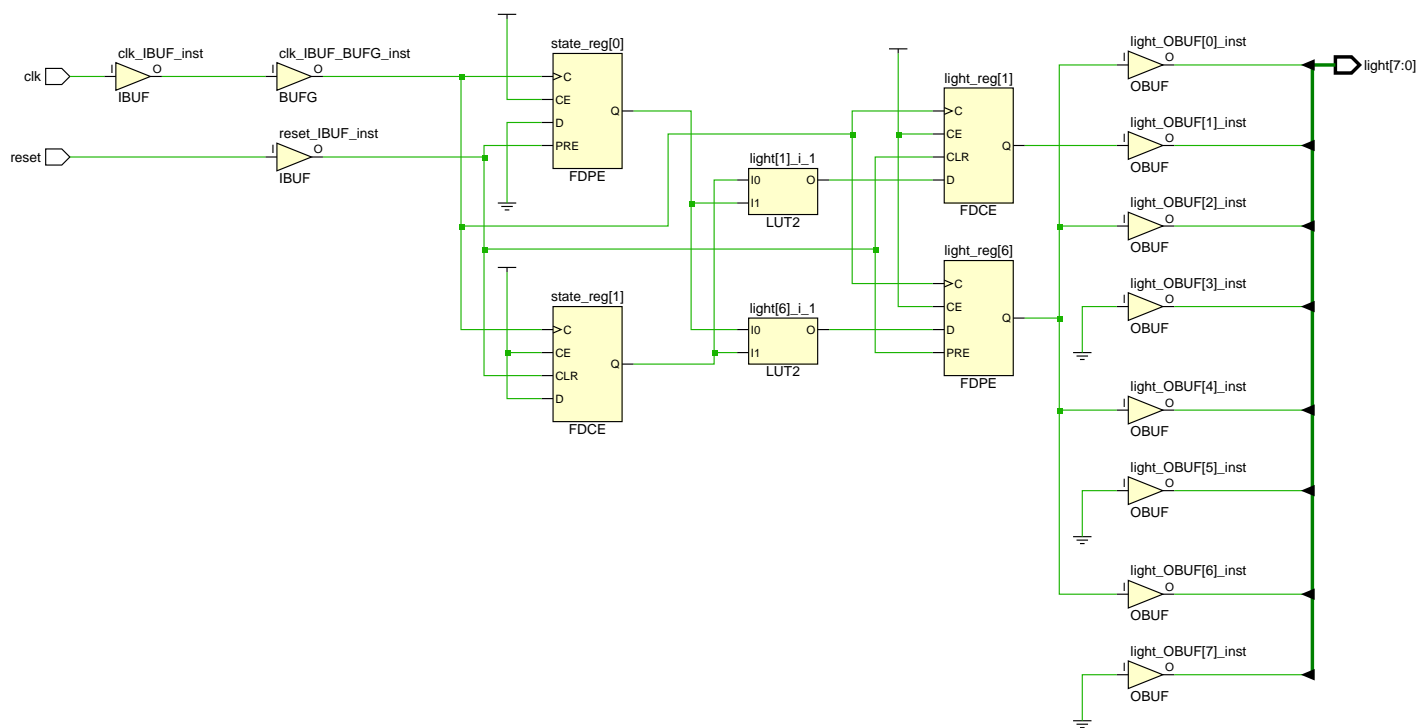 clk
clk_IBUF_inst
I
O
IBUF
clk_IBUF_BUFG_inst
I
O
BUFG
reset
reset_IBUF_inst
I
O
IBUF
state_reg[0]
C
CE
D
PRE
Q
FDPE
state_reg[1]
C
CE
CLR
D
Q
FDCE
light[1]_i_1
I0
I1
O
LUT2
light[6]_i_1
I0
I1
O
LUT2
light_reg[1]
C
CE
CLR
D
Q
FDCE
light_reg[6]
C
CE
D
PRE
Q
FDPE
light_OBUF[0]_inst
I
O
OBUF
light_OBUF[1]_inst
I
O
OBUF
light_OBUF[2]_inst
I
O
OBUF
light_OBUF[3]_inst
I
O
OBUF
light_OBUF[4]_inst
I
O
OBUF
light_OBUF[5]_inst
I
O
OBUF
light_OBUF[6]_inst
I
O
OBUF
light_OBUF[7]_inst
I
O
OBUF
light[7:0]